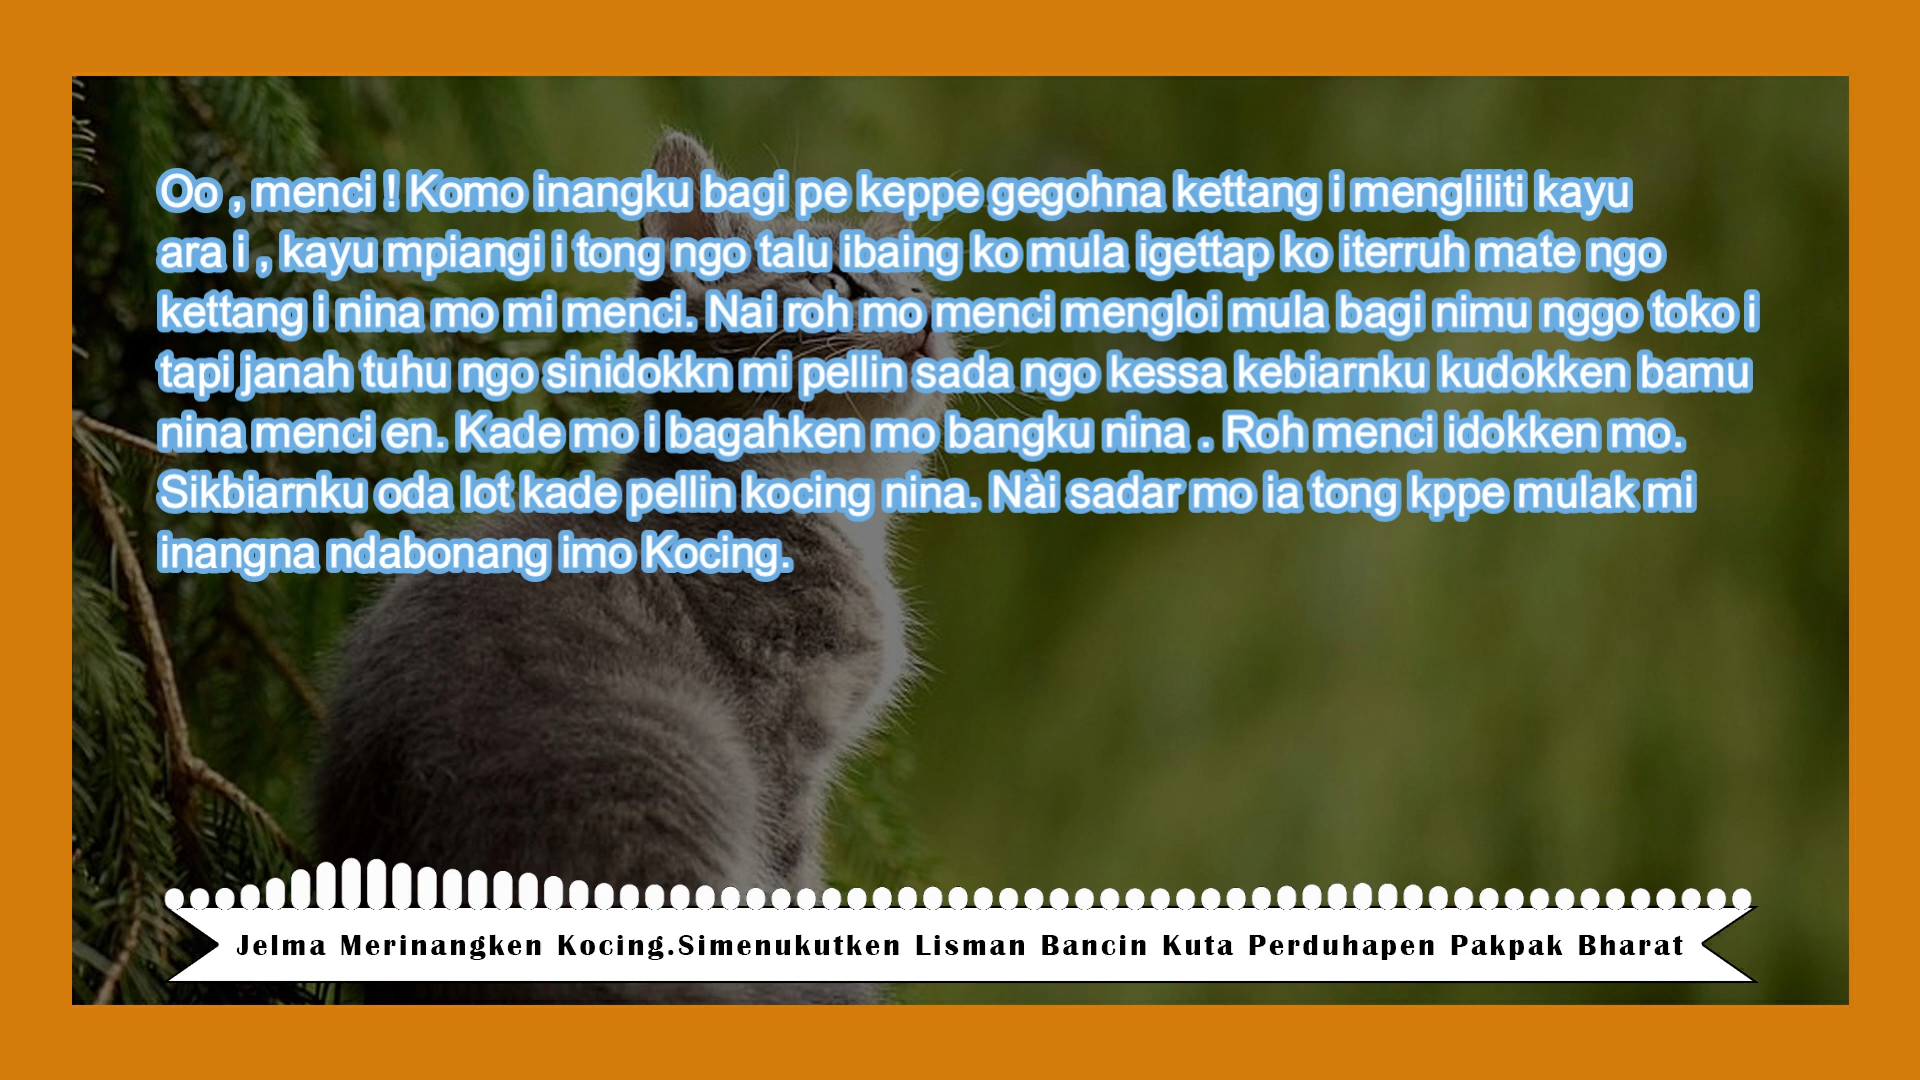 Oo , menci ! Komo inangku bagi pe keppe gegohna kettang i mengliliti kayu
ara i , kayu mpiangi i tong ngo talu ibaing ko mula igettap ko iterruh mate ngo
kettang i nina mo mi menci. Nai roh mo menci mengloi mula bagi nimu nggo toko i
tapi janah tuhu ngo sinidokkn mi pellin sada ngo kessa kebiarnku kudokken bamu
nina menci en. Kade mo i bagahken mo bangku nina . Roh menci idokken mo.
Sikbiarnku oda lot kade pellin kocing nina. Nài sadar mo ia tong kppe mulak mi
inangna ndabonang imo Kocing.
Jelma Merinangken Kocing.Simenukutken Lisman Bancin Kuta Perduhapen Pakpak Bharat